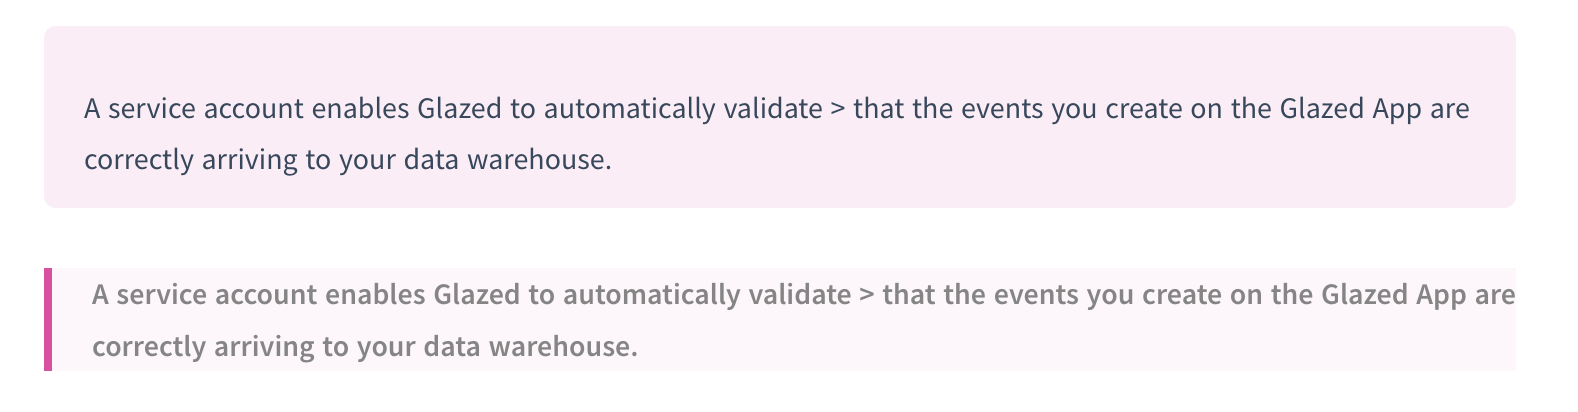 A service account enables Glazed to automatically validate > that the events you create on the Glazed App are
correctly arriving to your data warehouse.
A service account enables Glazed to automatically validate > that the events you create on the Glazed App are
correctly arriving to your data warehouse.